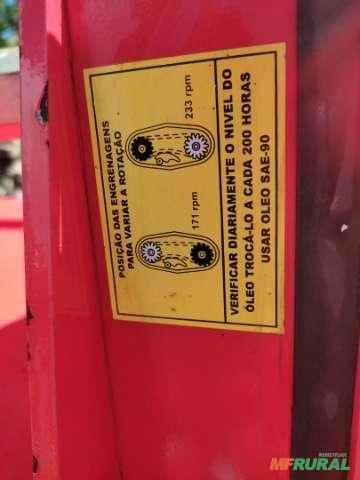 POSIÇÃO DAS ENGRENAGENS
PARA VARIAR A ROTAÇÃO
171 rpm
233 rpm
VERIFICAR DIARIAMENTE O NIVEL DO
ÓLEO TROCÁ-LO A CADA 200 HORAS
USAR OLEO SAE-90
MARKETPLACE
MFRURAL